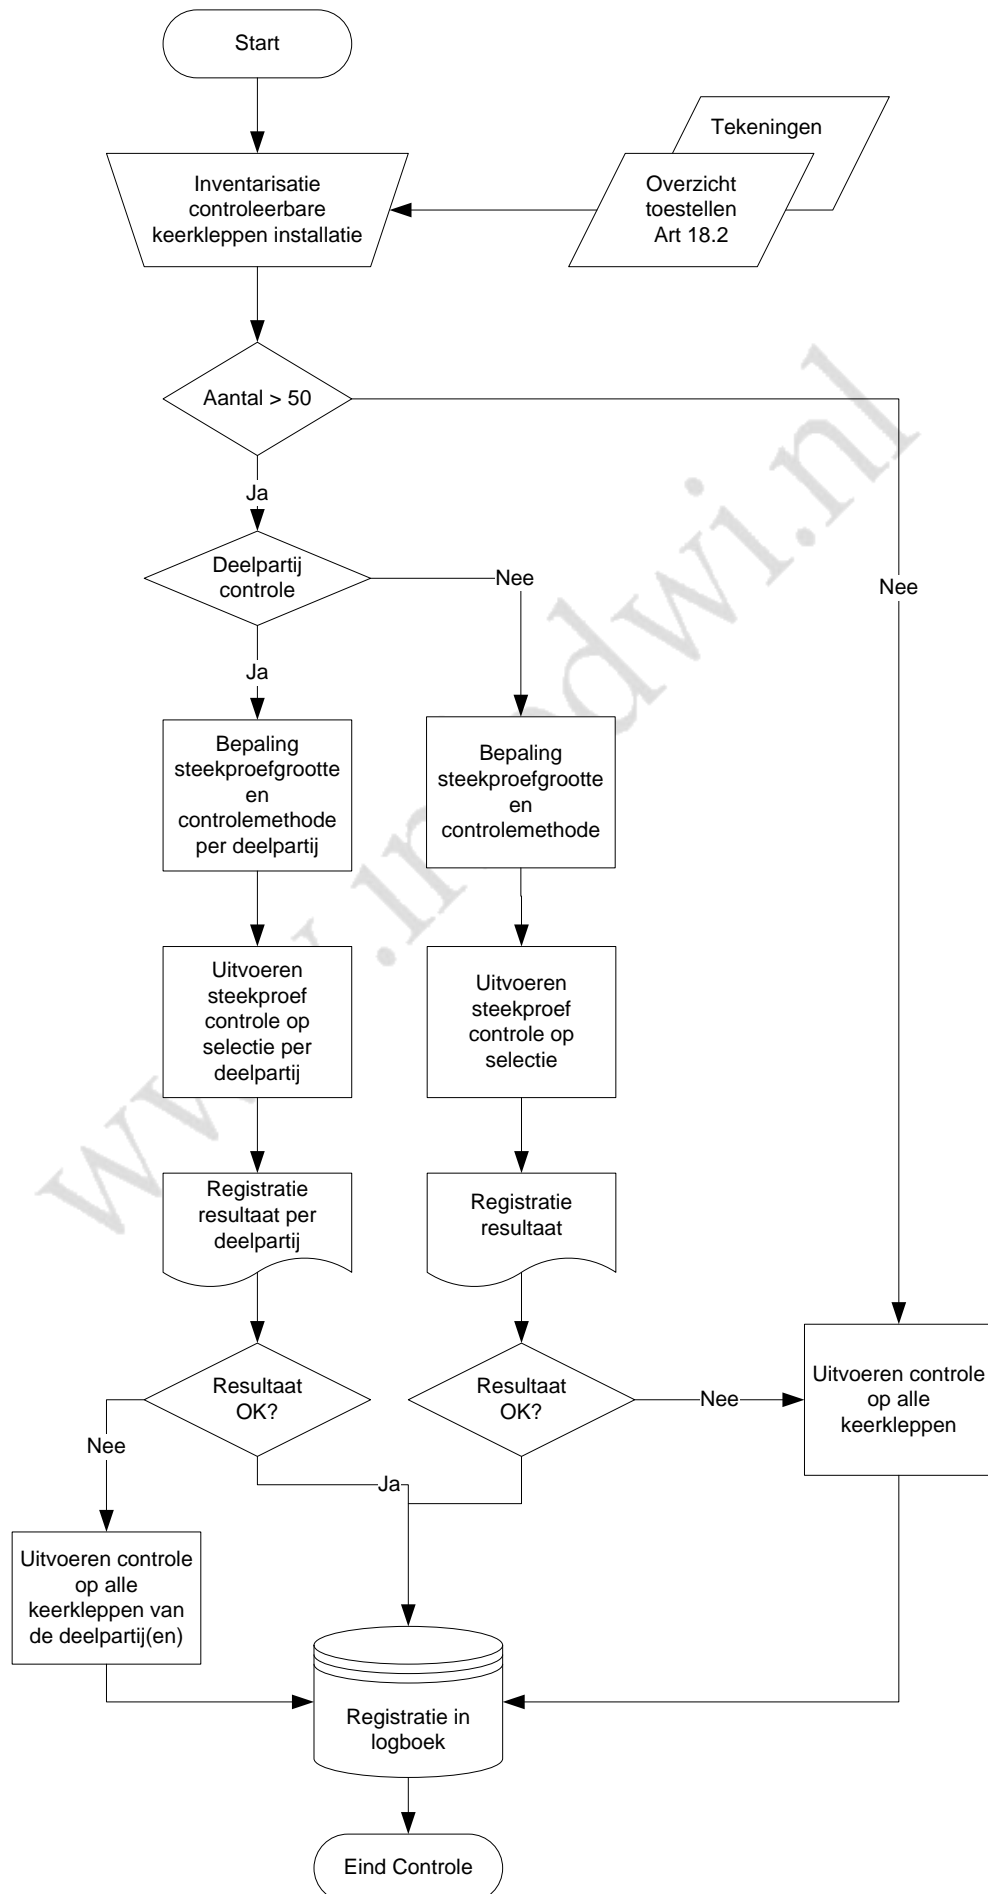 Start
Tekeningen
Overzicht
toestellen
Art 18.2
Inventarisatie
controleerbare
keerkleppen installatie
Aantal > 50
Ja
Nee
Deelpartij
controle
Nee
Ja
Bepaling
steekproefgrootte
en
controlemethode
per deelpartij
Bepaling
steekproefgrootte
en
controlemethode
Uitvoeren
steekproef
controle op
selectie per
deelpartij
Uitvoeren
steekproef
controle op
selectie
Registratie
resultaat per
deelpartij
Registratie
resultaat
Resultaat
OK?
Resultaat
OK?
Nee
Uitvoeren controle
op alle
keerkleppen
Nee
Ja
Uitvoeren controle
op alle
keerkleppen van
de deelpartij(en)
Registratie in
logboek
Eind Controle